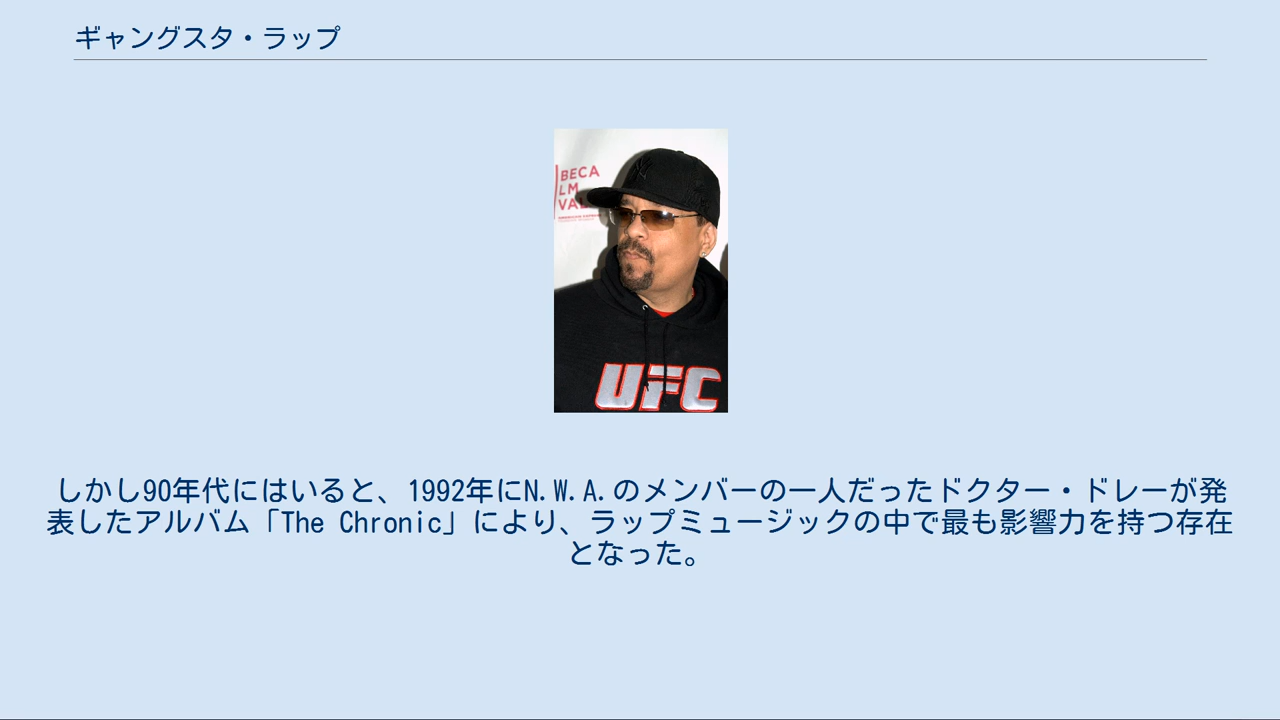 ギャングスタ・ラップ
BECA
LM
VAL
UFC
しかし90年代にはいると、1992年にN.W.A.のメンバーの一人だったドクター・ドレーが発
表したアルバム「The Chronic」により、ラップミュージックの中で最も影響力を持つ存在
となった。